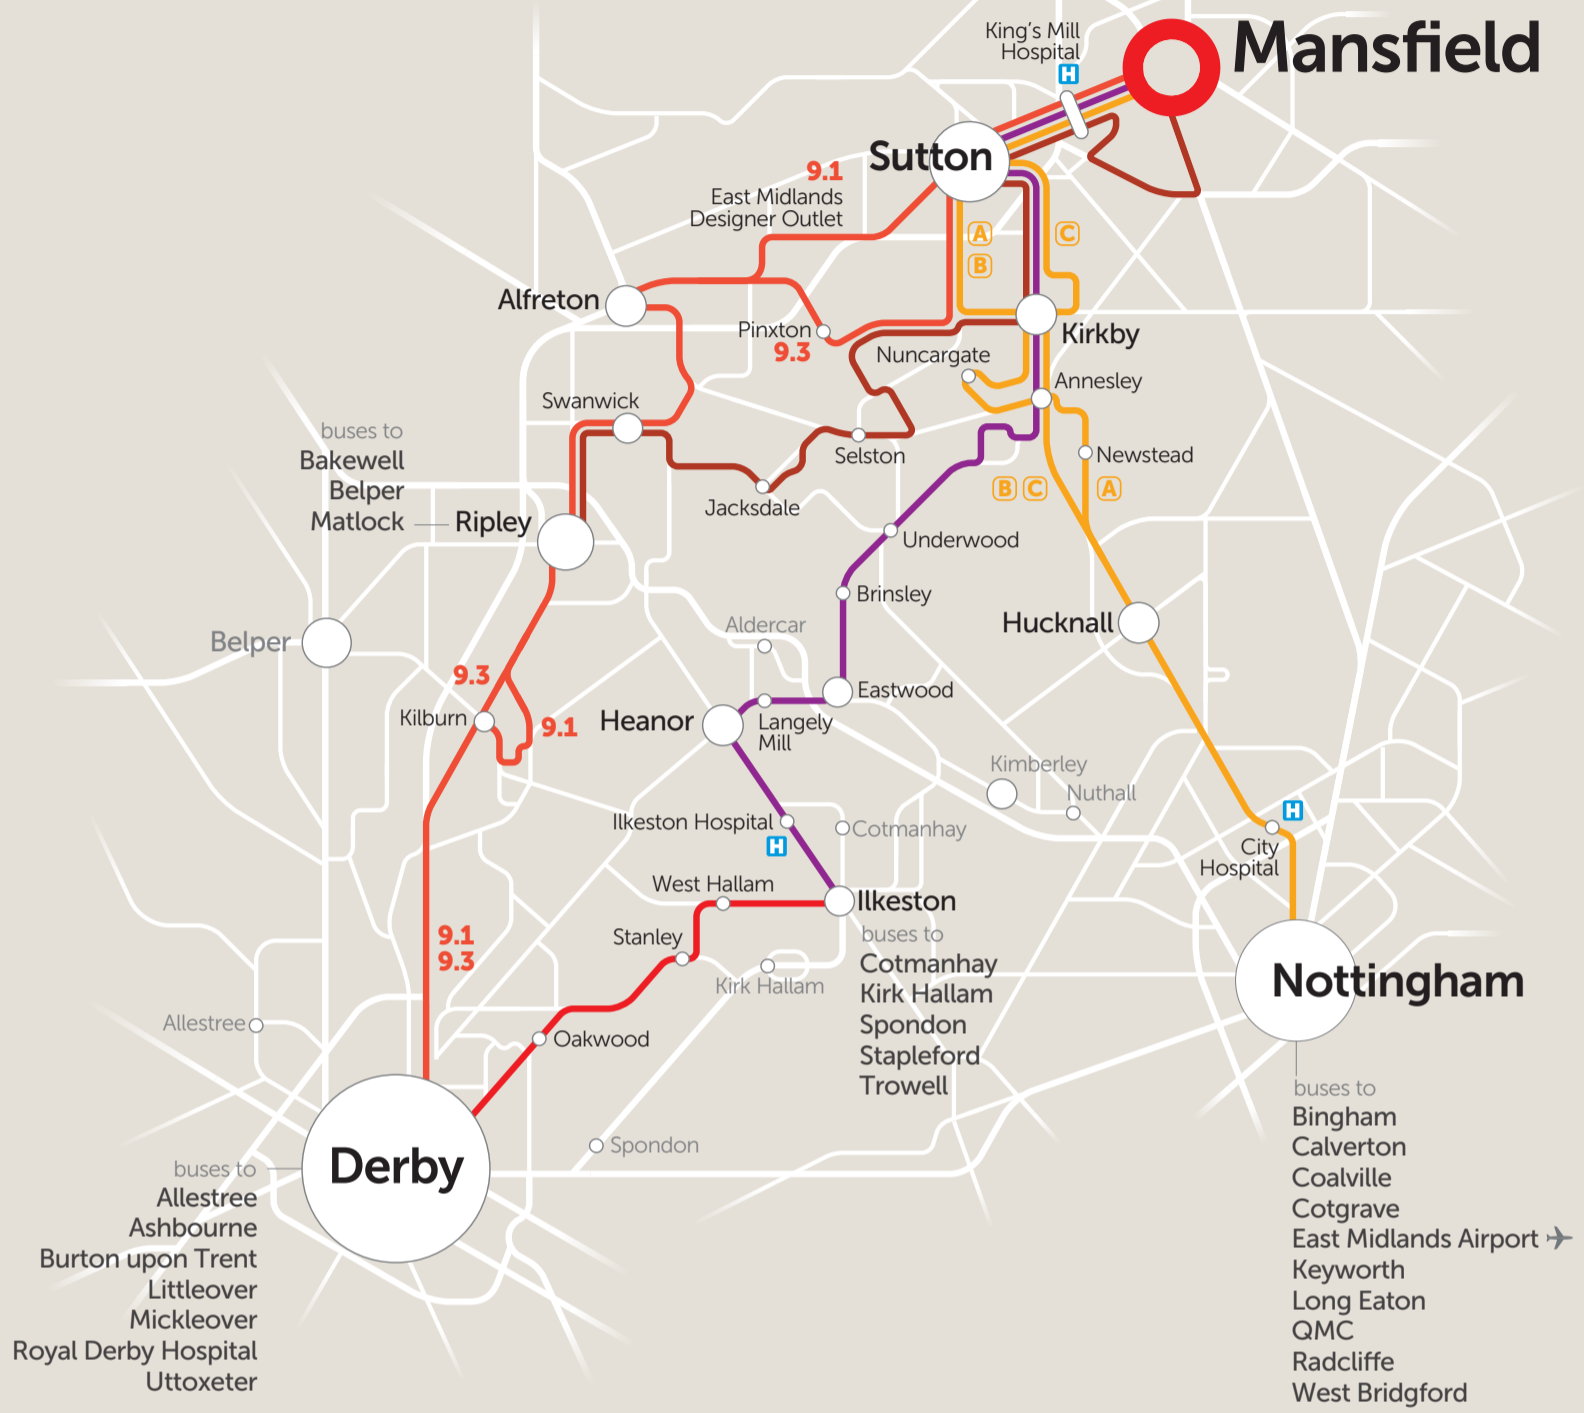 King's Mill
Hospital
H
Mansfield
Sutton
9.1
East Midlands
Designer Outlet
A
B
C
Alfreton
Pinxton
9.3
Kirkby
Nuncargate
Annesley
Swanwick
buses to
Bakewell
Belper
Matlock
Ripley
Selston
Newstead
Jacksdale
B C
A
Underwood
Brinsley
Hucknall
Aldercar
Belper
9.3
Eastwood
Kilburn
9.1
Heanor
Langely
Mill
Kimberley
Nuthall
Ilkeston Hospital
H
Cotmanhay
H
City
Hospital
West Hallam
Ilkeston
buses to
Cotmanhay
Kirk Hallam
Spondon
Stapleford
Trowell
Stanley
9.1
9.3
Kirk Hallam
Nottingham
Allestree
Oakwood
buses to
Bingham
Calverton
Coalville
Cotgrave
East Midlands Airport
Keyworth
Long Eaton
QMC
Radcliffe
West Bridgford
Spondon
Derby
buses to
Allestree
Ashbourne
Burton upon Trent
Littleover
Mickleover
Royal Derby Hospital
Uttoxeter